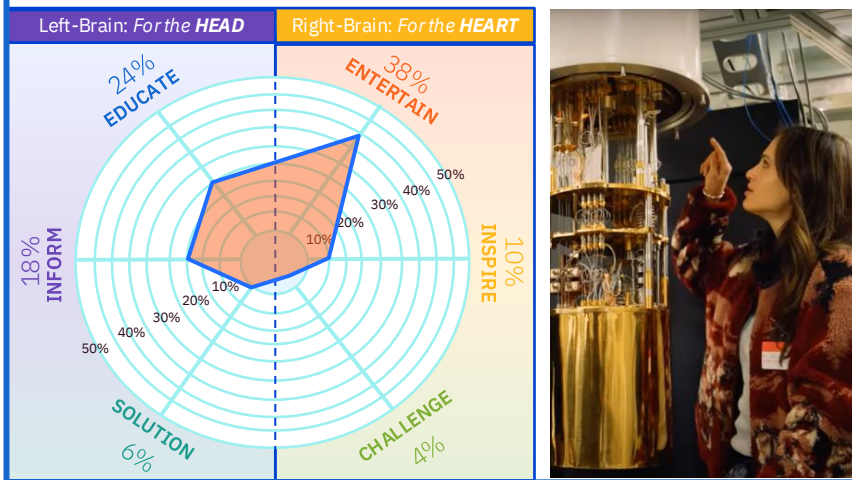 Left-Brain: For the HEAD
Right-Brain: For the HEART
24%
EDUCATE
38%
ENTERTAIN
50%
40%
30%
20%
10%
18%
INFORM
10%
INSPIRE
10%
20%
30%
40%
50%
SOLUTION
6%
CHALLENGE
4%